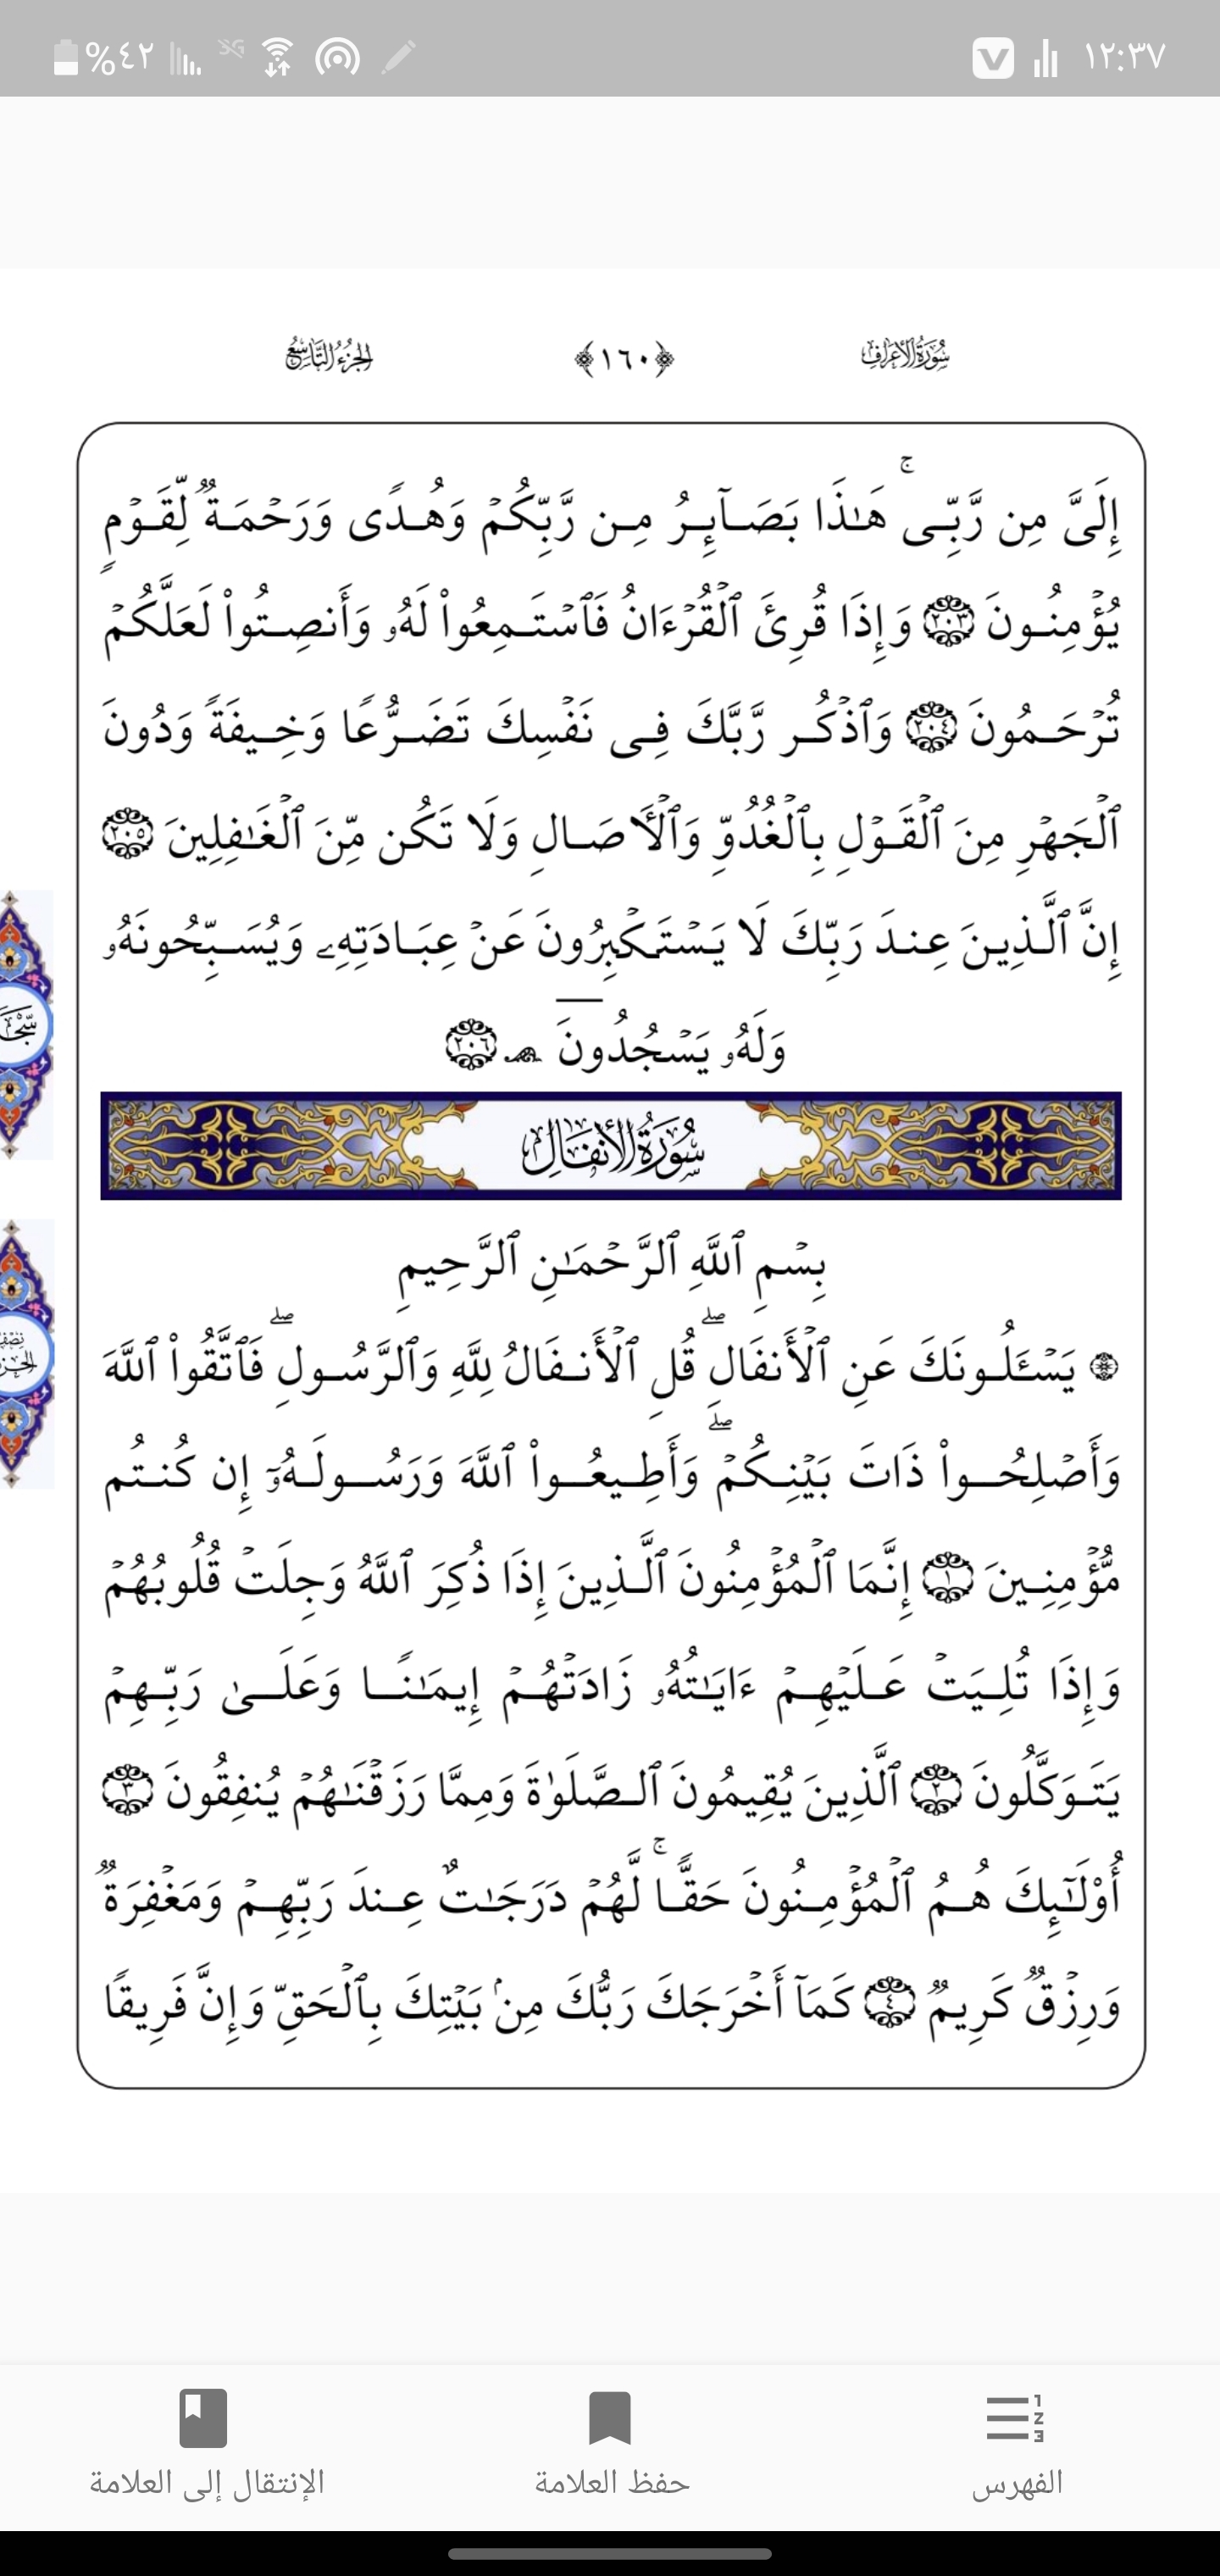 ١٢:٣٧
%٤٢
سُورَةُ الأَعْرَافِ ﴿١٦٠﴾ الجُزْءُ التَّاسِعُ
إِلَىَّ مِن رَّبِّى ۚ هَـٰذَا بَصَآئِرُ مِن رَّبِّكُمْ وَهُدًى وَرَحْمَةٌ لِّقَوْمٍ
يُؤْمِنُونَ ٢٠٣ وَإِذَا قُرِئَ ٱلْقُرْءَانُ فَٱسْتَمِعُوا۟ لَهُۥ وَأَنصِتُوا۟ لَعَلَّكُمْ
تُرْحَمُونَ ٢٠٤ وَٱذْكُر رَّبَّكَ فِى نَفْسِكَ تَضَرُّعًا وَخِيفَةً وَدُونَ
ٱلْجَهْرِ مِنَ ٱلْقَوْلِ بِٱلْغُدُوِّ وَٱلْـَٔاصَالِ وَلَا تَكُن مِّنَ ٱلْغَـٰفِلِينَ ٢٠٥
إِنَّ ٱلَّذِينَ عِندَ رَبِّكَ لَا يَسْتَكْبِرُونَ عَنْ عِبَادَتِهِۦ وَيُسَبِّحُونَهُۥ
وَلَهُۥ يَسْجُدُونَ ۩ ٢٠٦
سُورَةُ الأَنفَالِ
بِسْمِ ٱللَّهِ ٱلرَّحْمَـٰنِ ٱلرَّحِيمِ
۞ يَسْـَٔلُونَكَ عَنِ ٱلْأَنفَالِ ۖ قُلِ ٱلْأَنفَالُ لِلَّهِ وَٱلرَّسُولِ ۖ فَٱتَّقُوا۟ ٱللَّهَ
وَأَصْلِحُوا۟ ذَاتَ بَيْنِكُمْ ۖ وَأَطِيعُوا۟ ٱللَّهَ وَرَسُولَهُۥٓ إِن كُنتُم
مُّؤْمِنِينَ ١ إِنَّمَا ٱلْمُؤْمِنُونَ ٱلَّذِينَ إِذَا ذُكِرَ ٱللَّهُ وَجِلَتْ قُلُوبُهُمْ
وَإِذَا تُلِيَتْ عَلَيْهِمْ ءَايَـٰتُهُۥ زَادَتْهُمْ إِيمَـٰنًا وَعَلَىٰ رَبِّهِمْ
يَتَوَكَّلُونَ ٢ ٱلَّذِينَ يُقِيمُونَ ٱلصَّلَوٰةَ وَمِمَّا رَزَقْنَـٰهُمْ يُنفِقُونَ ٣
أُو۟لَـٰٓئِكَ هُمُ ٱلْمُؤْمِنُونَ حَقًّا ۚ لَّهُمْ دَرَجَـٰتٌ عِندَ رَبِّهِمْ وَمَغْفِرَةٌ
وَرِزْقٌ كَرِيمٌ ٤ كَمَآ أَخْرَجَكَ رَبُّكَ مِنۢ بَيْتِكَ بِٱلْحَقِّ وَإِنَّ فَرِيقًا
الفهرس
حفظ العلامة
الإنتقال إلى العلامة